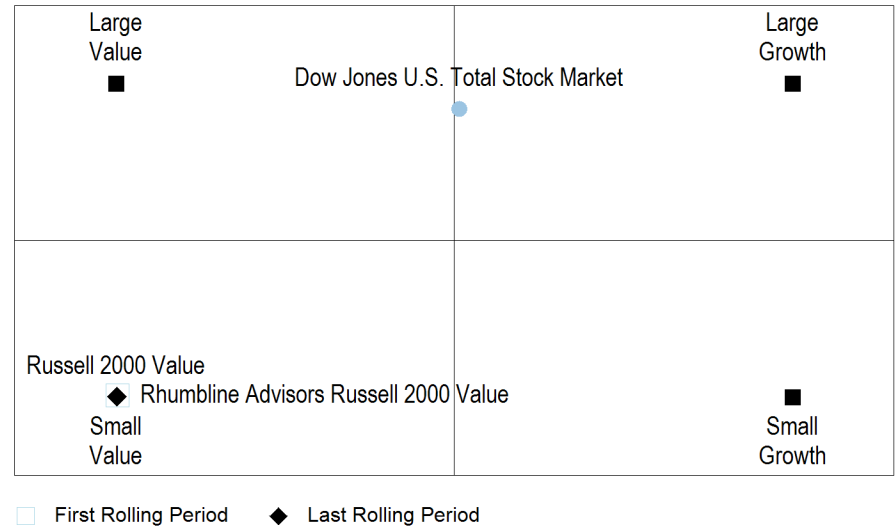 Large
Value
Large
Growth
Dow Jones U.S. Total Stock Market
Russell 2000 Value
Rhumbline Advisors Russell 2000 Value
Small
Value
Small
Growth
First Rolling Period
Last Rolling Period